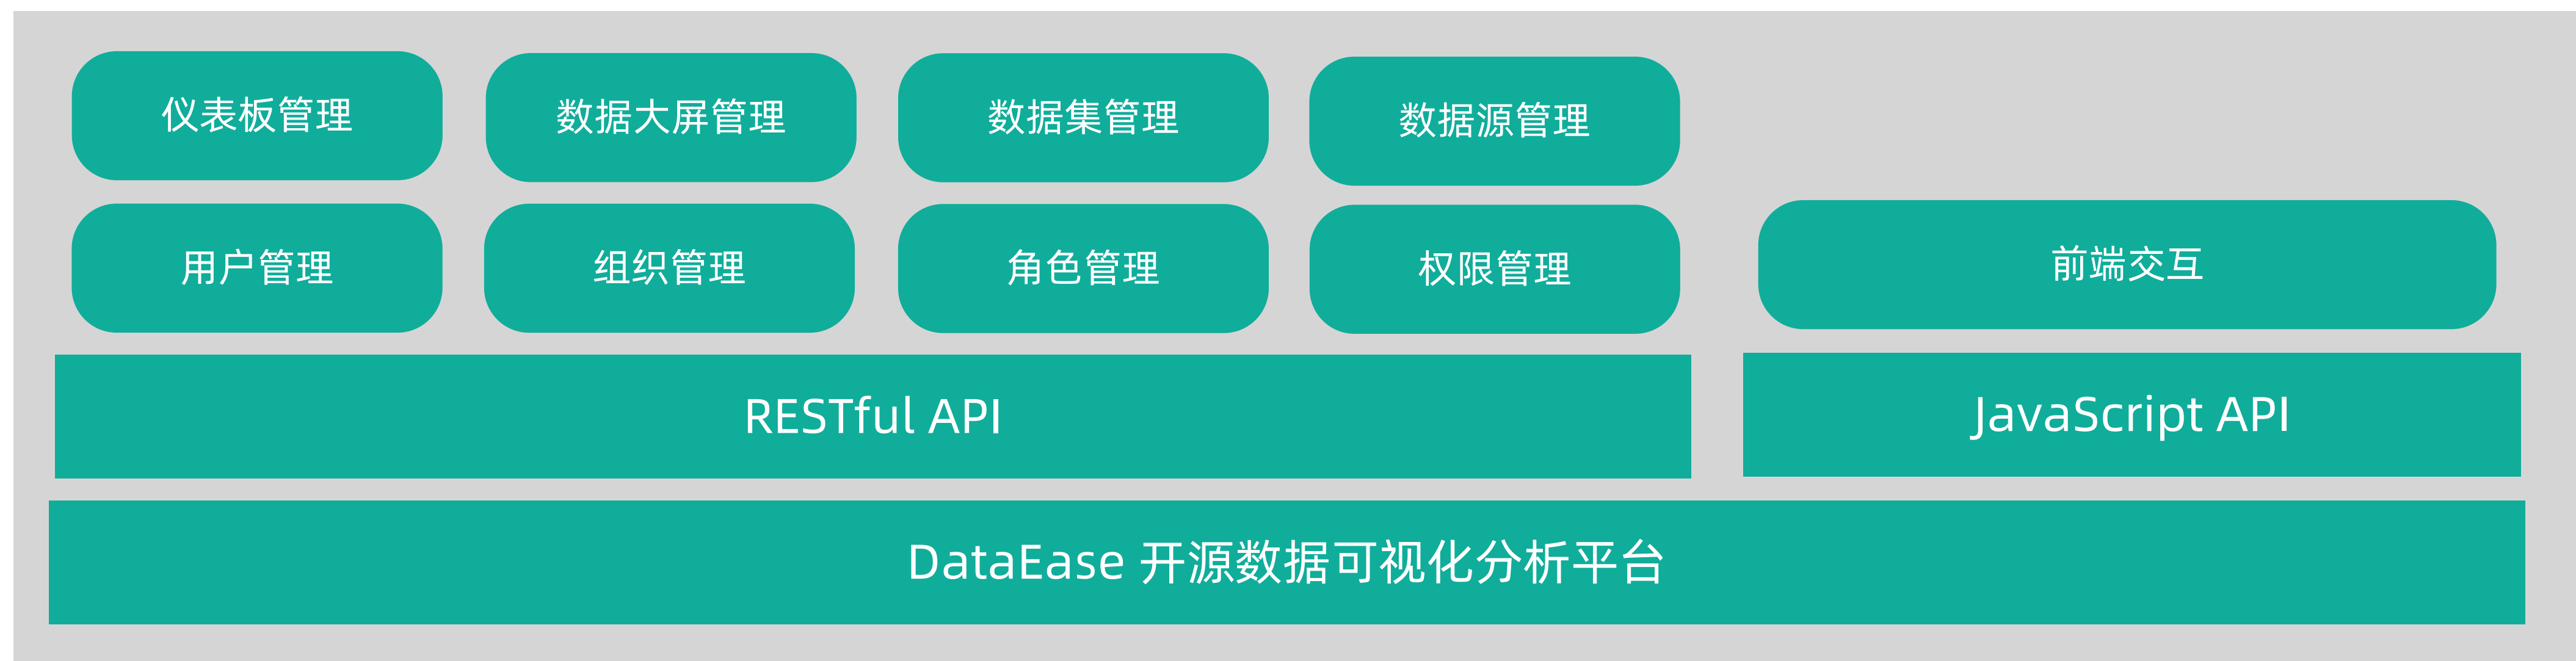 仪表板管理
数据大屏管理
数据集管理
数据源管理
用户管理
组织管理
角色管理
权限管理
前端交互
RESTful API
JavaScript API
DataEase 开源数据可视化分析平台